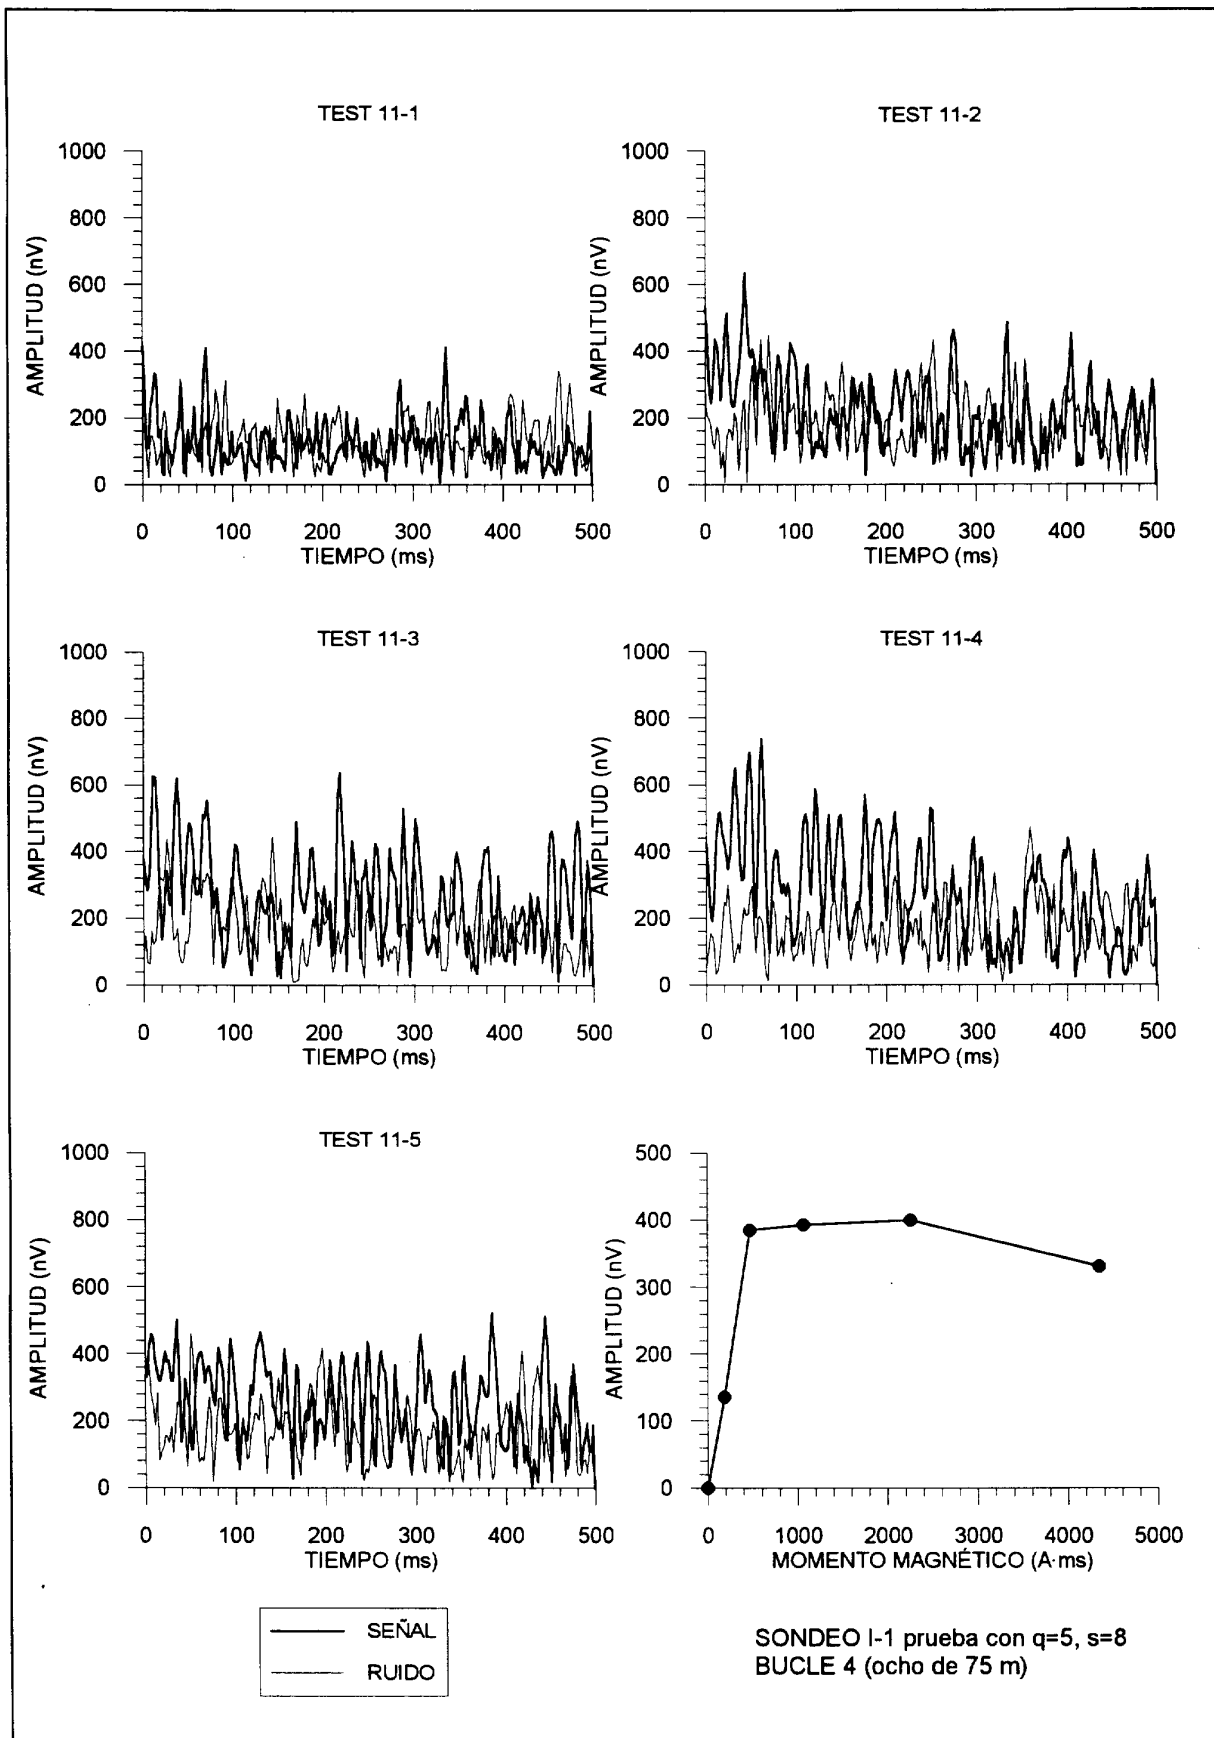 TEST 11-1
1000
800
600
400
200
0
AMPLITUD (nV)
0 100 200 300 400 500
TIEMPO (ms)
TEST 11-2
1000
800
600
400
200
0
AMPLITUD (nV)
0 100 200 300 400 500
TIEMPO (ms)
TEST 11-3
1000
800
600
400
200
0
AMPLITUD (nV)
0 100 200 300 400 500
TIEMPO (ms)
TEST 11-4
1000
800
600
400
200
0
AMPLITUD (nV)
0 100 200 300 400 500
TIEMPO (ms)
TEST 11-5
1000
800
600
400
200
0
AMPLITUD (nV)
0 100 200 300 400 500
TIEMPO (ms)
500
400
300
200
100
0
AMPLITUD (nV)
0 1000 2000 3000 4000 5000
MOMENTO MAGNÉTICO (A·ms)
SEÑAL
RUIDO
SONDEO I-1 prueba con q=5, s=8
BUCLE 4 (ocho de 75 m)